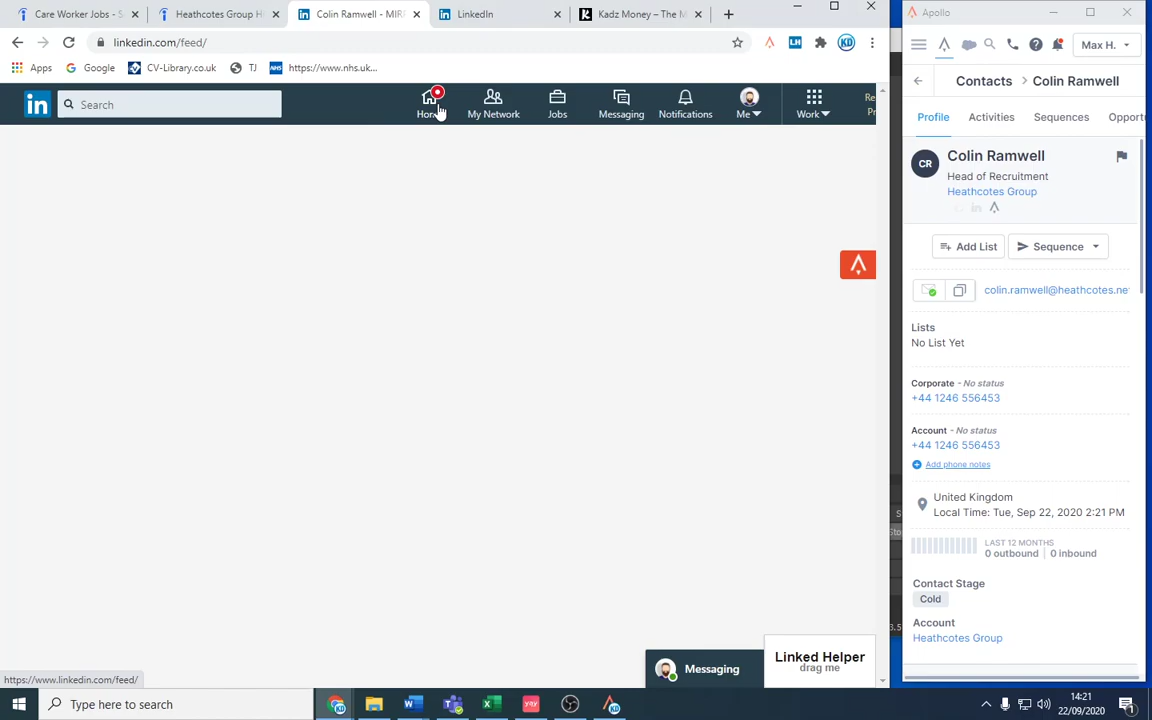 Care Worker Jobs - S
Heathcotes Group H
Colin Ramwell - MIRP
LinkedIn
Kadz Money – The M
linkedin.com/feed/
Apps
Google
CV-Library.co.uk
TJ
https://www.nhs.uk...
Search
Home
My Network
Jobs
Messaging
Notifications
Me
Work
Re
Pr
Messaging
Linked Helper
drag me
https://www.linkedin.com/feed/
Apollo
Max H.
Contacts > Colin Ramwell
Profile
Activities
Sequences
Opport
CR
Colin Ramwell
Head of Recruitment
Heathcotes Group
Add List
Sequence
colin.ramwell@heathcotes.net
Lists
No List Yet
Corporate - No status
+44 1246 556453
Account - No status
+44 1246 556453
Add phone notes
United Kingdom
Local Time: Tue, Sep 22, 2020 2:21 PM
LAST 12 MONTHS
0 outbound | 0 inbound
Contact Stage
Cold
Account
Heathcotes Group
Type here to search
14:21
22/09/2020